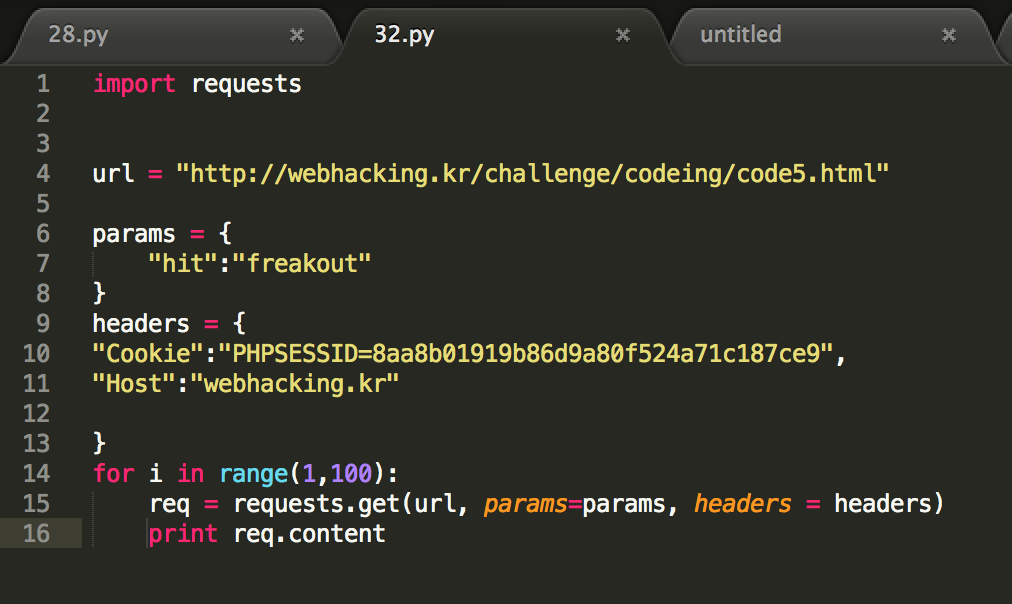 28.py × 32.py × untitled ×
1 import requests
2
3
4 url = "http://webhacking.kr/challenge/codeing/code5.html"
5
6 params = {
7     "hit":"freakout"
8 }
9 headers = {
10 "Cookie":"PHPSESSID=8aa8b01919b86d9a80f524a71c187ce9",
11 "Host":"webhacking.kr"
12
13 }
14 for i in range(1,100):
15     req = requests.get(url, params=params, headers = headers)
16     print req.content